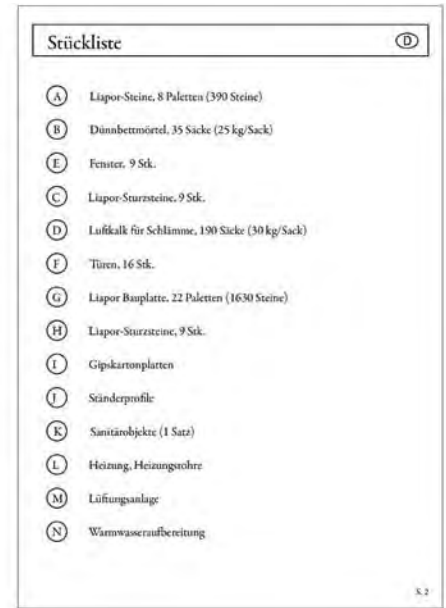 Stückliste D
A Liapor-Steine, 8 Paletten (390 Steine)
B Dünnbettmörtel, 35 Säcke (25 kg/Sack)
E Fenster, 9 Stk.
C Liapor-Sturzsteine, 9 Stk.
D Luftkalk für Schlämme, 190 Säcke (30 kg/Sack)
F Türen, 16 Stk.
G Liapor Bauplatte, 22 Paletten (1630 Steine)
H Liapor-Sturzsteine, 9 Stk.
I Gipskartonplatten
J Ständerprofile
K Sanitärobjekte (1 Satz)
L Heizung, Heizungsrohre
M Lüftungsanlage
N Warmwasseraufbereitung
S. 2